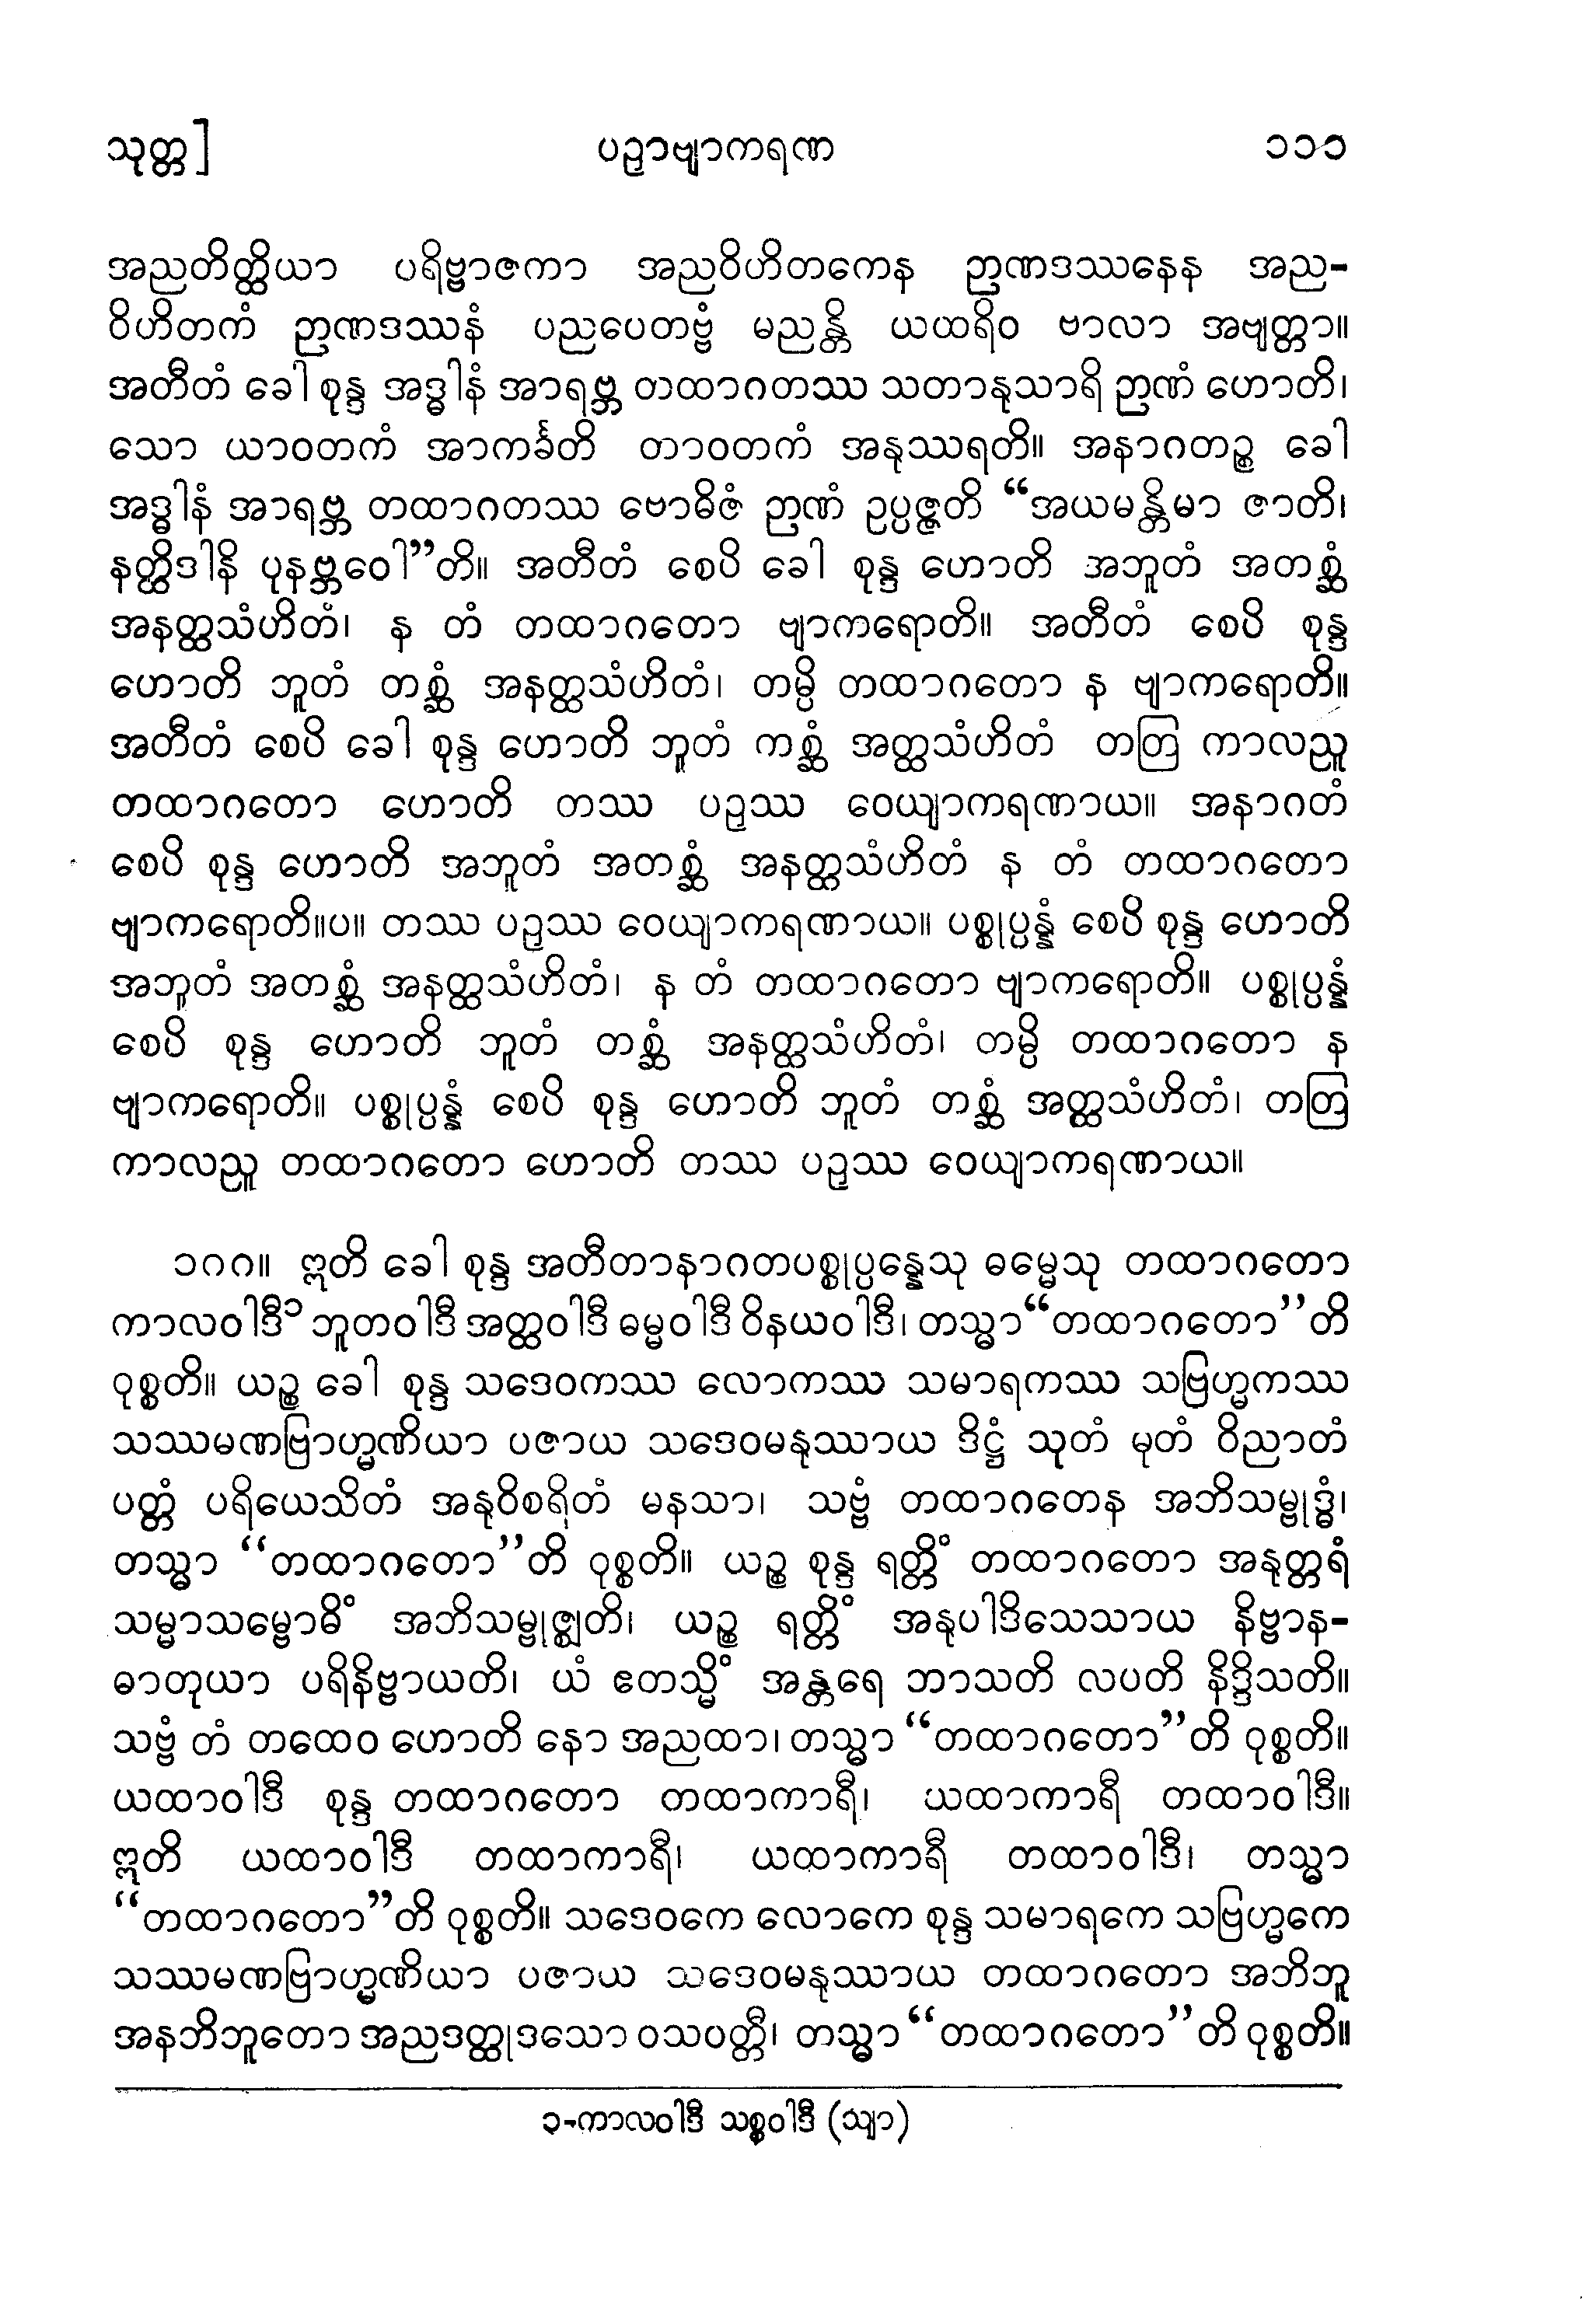 သုတ္တ] ပဉှာဗျာကရဏ ၁၁၁
အညတိတ္ထိယာ ပရိဗ္ဗာဇကာ အညဝိဟိတကေန ဉာဏဒဿနေန အည-
ဝိဟိတကံ ဉာဏဒဿနံ ပညပေတဗ္ဗံ မညန္တိ ယထရိဝ ဗာလာ အဗျတ္တာ။
အတီတံ ခေါ စုန္ဒ အဒ္ဓါနံ အာရဗ္ဘ တထာဂတဿ သတာနုသာရိ ဉာဏံ ဟောတိ၊
သော ယာဝတကံ အာကင်္ခတိ တာဝတကံ အနုဿရတိ။ အနာဂတဉ္စ ခေါ
အဒ္ဓါနံ အာရဗ္ဘ တထာဂတဿ ဗောဓိဇံ ဉာဏံ ဥပ္ပဇ္ဇတိ “အယမန္တိမာ ဇာတိ၊
နတ္ထိဒါနိ ပုနဗ္ဘဝေါ”တိ။ အတီတံ စေပိ ခေါ စုန္ဒ ဟောတိ အဘူတံ အတစ္ဆံ
အနတ္ထသံဟိတံ၊ န တံ တထာဂတော ဗျာကရောတိ။ အတီတံ စေပိ စုန္ဒ
ဟောတိ ဘူတံ တစ္ဆံ အနတ္ထသံဟိတံ၊ တမ္ပိ တထာဂတော န ဗျာကရောတိ။
အတီတံ စေပိ ခေါ စုန္ဒ ဟောတိ ဘူတံ ကစ္ဆံ အတ္ထသံဟိတံ တတြ ကာလညူ
တထာဂတော ဟောတိ တဿ ပဉှဿ ဝေယျာကရဏာယ။ အနာဂတံ
စေပိ စုန္ဒ ဟောတိ အဘူတံ အတစ္ဆံ အနတ္ထသံဟိတံ န တံ တထာဂတော
ဗျာကရောတိ။ပ။ တဿ ပဉှဿ ဝေယျာကရဏာယ။ ပစ္စုပ္ပန္နံ စေပိ စုန္ဒ ဟောတိ
အဘူတံ အတစ္ဆံ အနတ္ထသံဟိတံ၊ န တံ တထာဂတော ဗျာကရောတိ။ ပစ္စုပ္ပန္နံ
စေပိ စုန္ဒ ဟောတိ ဘူတံ တစ္ဆံ အနတ္ထသံဟိတံ၊ တမ္ပိ တထာဂတော န
ဗျာကရောတိ။ ပစ္စုပ္ပန္နံ စေပိ စုန္ဒ ဟောတိ ဘူတံ တစ္ဆံ အတ္ထသံဟိတံ၊ တတြ
ကာလညူ တထာဂတော ဟောတိ တဿ ပဉှဿ ဝေယျာကရဏာယ။
၁၈၈။ ဣတိ ခေါ စုန္ဒ အတီတာနာဂတပစ္စုပ္ပန္နေသု ဓမ္မေသု တထာဂတော
ကာလဝါဒီ၁ ဘူတဝါဒီ အတ္ထဝါဒီ ဓမ္မဝါဒီ ဝိနယဝါဒီ၊ တသ္မာ “တထာဂတော”တိ
ဝုစ္စတိ။ ယဉ္စ ခေါ စုန္ဒ သဒေဝကဿ လောကဿ သမာရကဿ သဗြဟ္မကဿ
သဿမဏဗြာဟ္မဏိယာ ပဇာယ သဒေဝမနုဿာယ ဒိဋ္ဌံ သုတံ မုတံ ဝိညာတံ
ပတ္တံ ပရိယေသိတံ အနုဝိစရိတံ မနသာ၊ သဗ္ဗံ တထာဂတေန အဘိသမ္ဗုဒ္ဓံ၊
တသ္မာ “တထာဂတော”တိ ဝုစ္စတိ။ ယဉ္စ စုန္ဒ ရတ္တိံ တထာဂတော အနုတ္တရံ
သမ္မာသမ္ဗောဓိံ အဘိသမ္ဗုဇ္ဈတိ၊ ယဉ္စ ရတ္တိံ အနုပါဒိသေသာယ နိဗ္ဗာန-
ဓာတုယာ ပရိနိဗ္ဗာယတိ၊ ယံ ဧတသ္မိံ အန္တရေ ဘာသတိ လပတိ နိဒ္ဒိသတိ။
သဗ္ဗံ တံ တထေဝ ဟောတိ နော အညထာ၊ တသ္မာ “တထာဂတော”တိ ဝုစ္စတိ။
ယထာဝါဒီ စုန္ဒ တထာဂတော တထာကာရီ၊ ယထာကာရီ တထာဝါဒီ။
ဣတိ ယထာဝါဒီ တထာကာရီ၊ ယထာကာရီ တထာဝါဒီ၊ တသ္မာ
“တထာဂတော”တိ ဝုစ္စတိ။ သဒေဝကေ လောကေ စုန္ဒ သမာရကေ သဗြဟ္မကေ
သဿမဏဗြာဟ္မဏိယာ ပဇာယ သဒေဝမနုဿာယ တထာဂတော အဘိဘူ
အနဘိဘူတော အညဒတ္ထုဒသော ဝသဝတ္တီ၊ တသ္မာ “တထာဂတော”တိ ဝုစ္စတိ။
၁-ကာလဝါဒီ သစ္စဝါဒီ (သျာ)